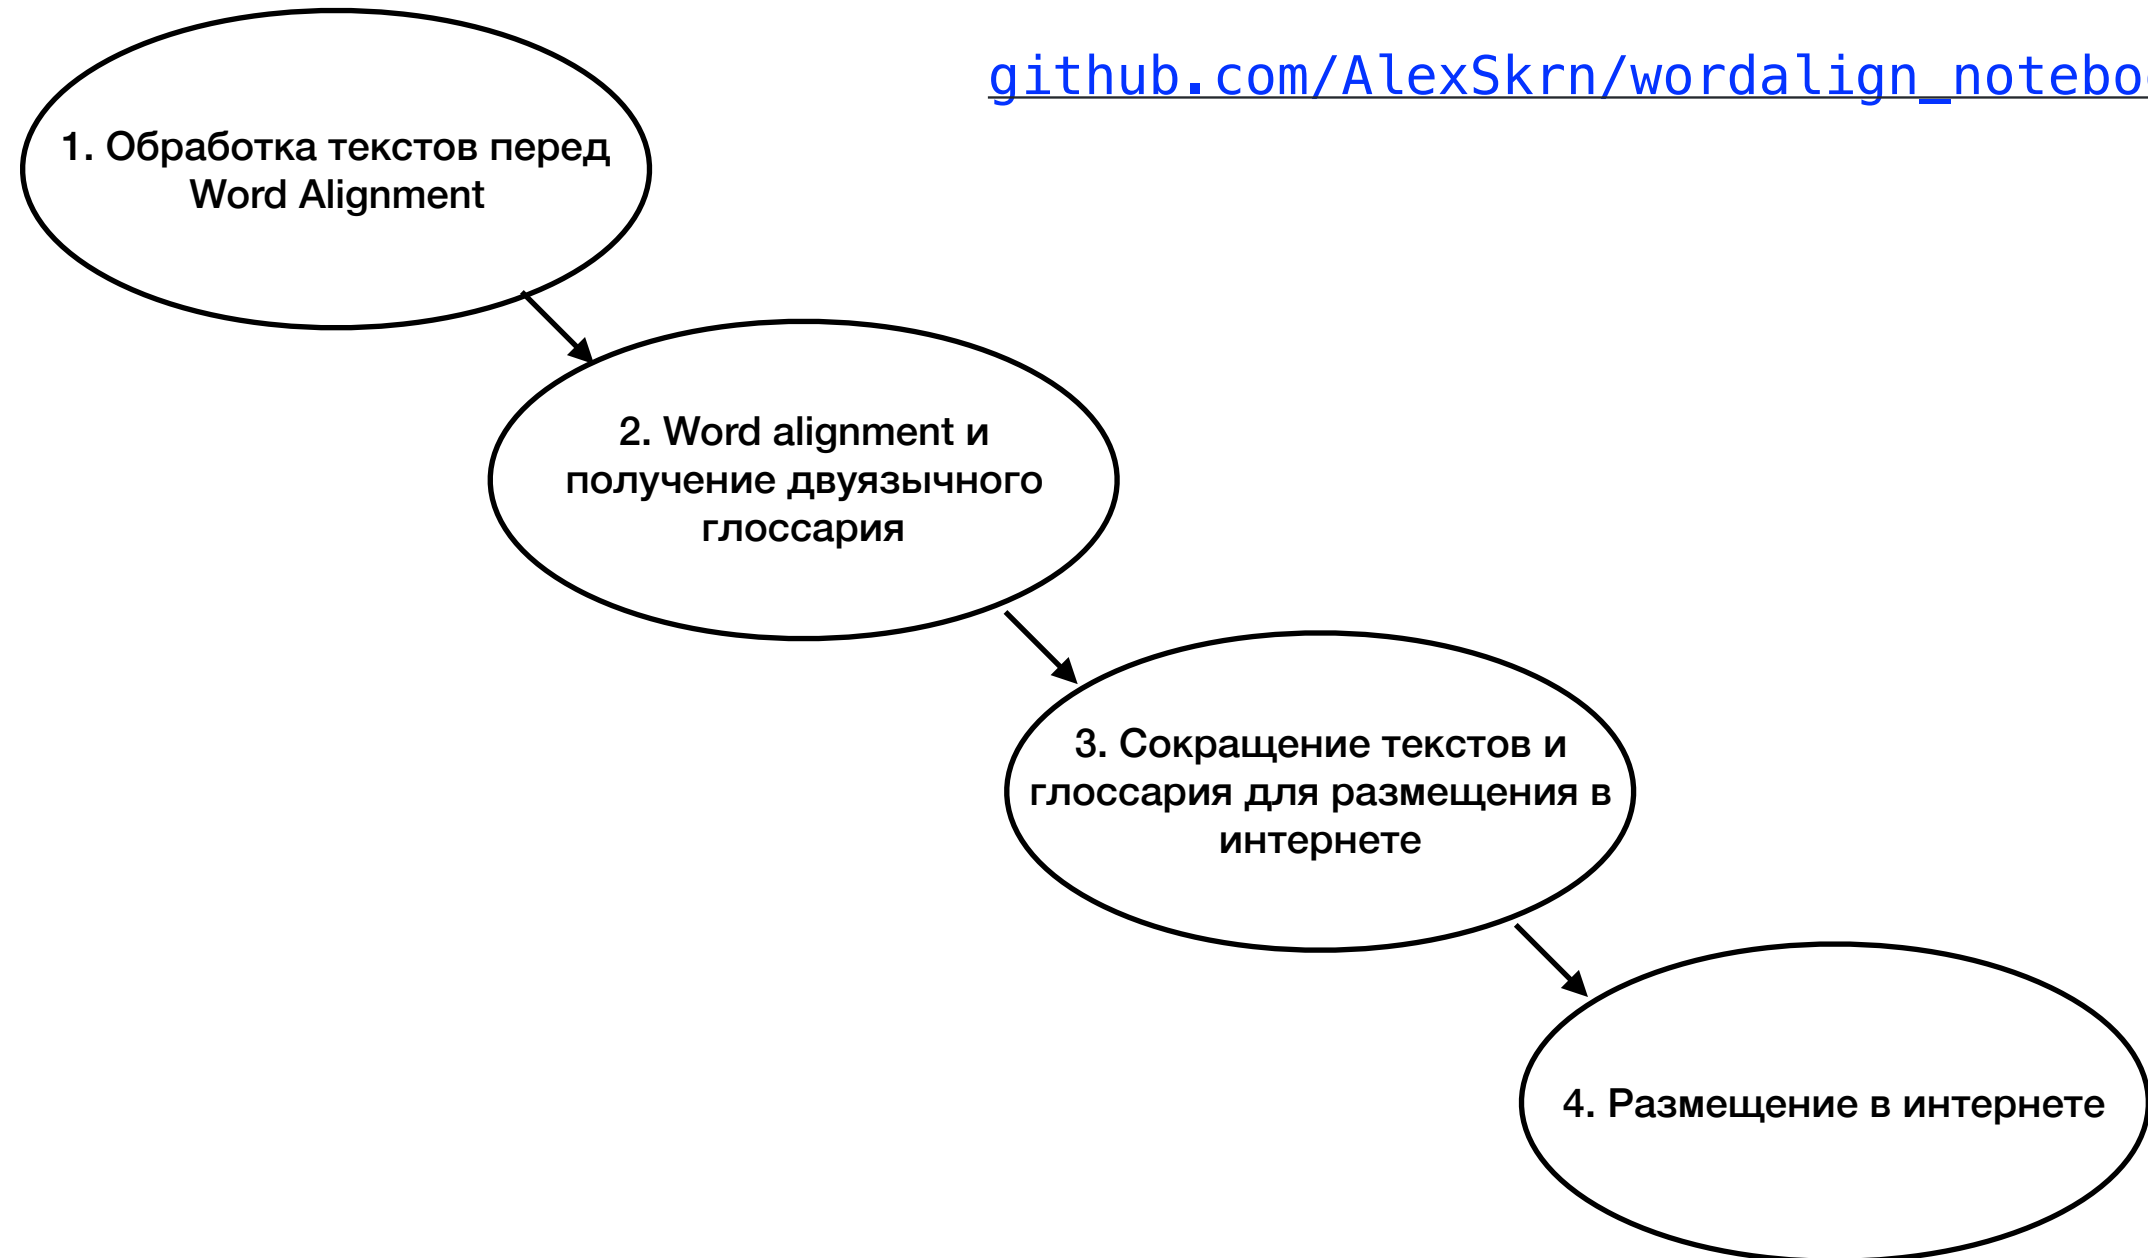 github.com/AlexSkrn/wordalign_notebo
1. Обработка текстов перед
Word Alignment
2. Word alignment и
получение двуязычного
глоссария
3. Сокращение текстов и
глоссария для размещения в
интернете
4. Размещение в интернете